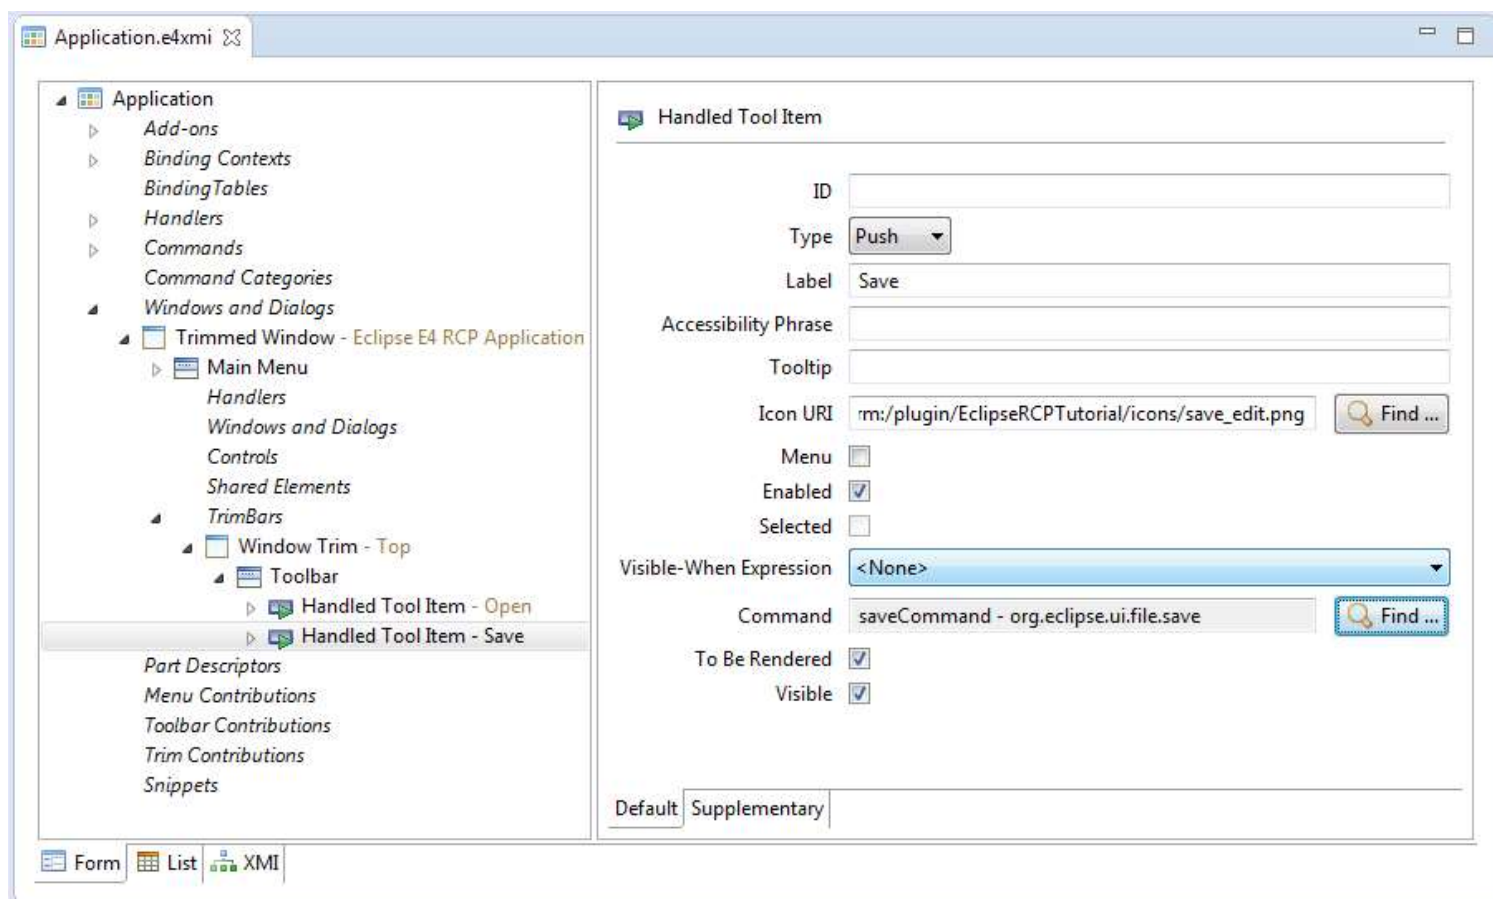 Application.e4xmi
Application
Add-ons
Binding Contexts
BindingTables
Handlers
Commands
Command Categories
Windows and Dialogs
Trimmed Window - Eclipse E4 RCP Application
Main Menu
Handlers
Windows and Dialogs
Controls
Shared Elements
TrimBars
Window Trim - Top
Toolbar
Handled Tool Item - Open
Handled Tool Item - Save
Part Descriptors
Menu Contributions
Toolbar Contributions
Trim Contributions
Snippets
Handled Tool Item
ID
Type Push
Label Save
Accessibility Phrase
Tooltip
Icon URI rm:/plugin/EclipseRCPTutorial/icons/save_edit.png Find ...
Menu
Enabled
Selected
Visible-When Expression <None>
Command saveCommand - org.eclipse.ui.file.save Find ...
To Be Rendered
Visible
Default Supplementary
Form List XMI